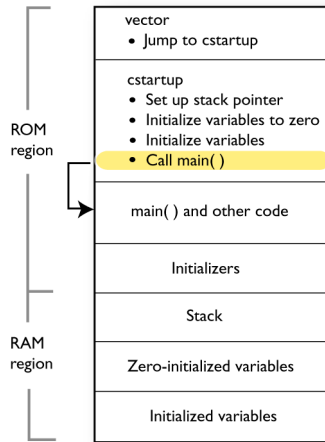 vector
• Jump to cstartup
cstartup
• Set up stack pointer
• Initialize variables to zero
• Initialize variables
• Call main( )
ROM
region
main( ) and other code
Initializers
Stack
RAM
region
Zero-initialized variables
Initialized variables